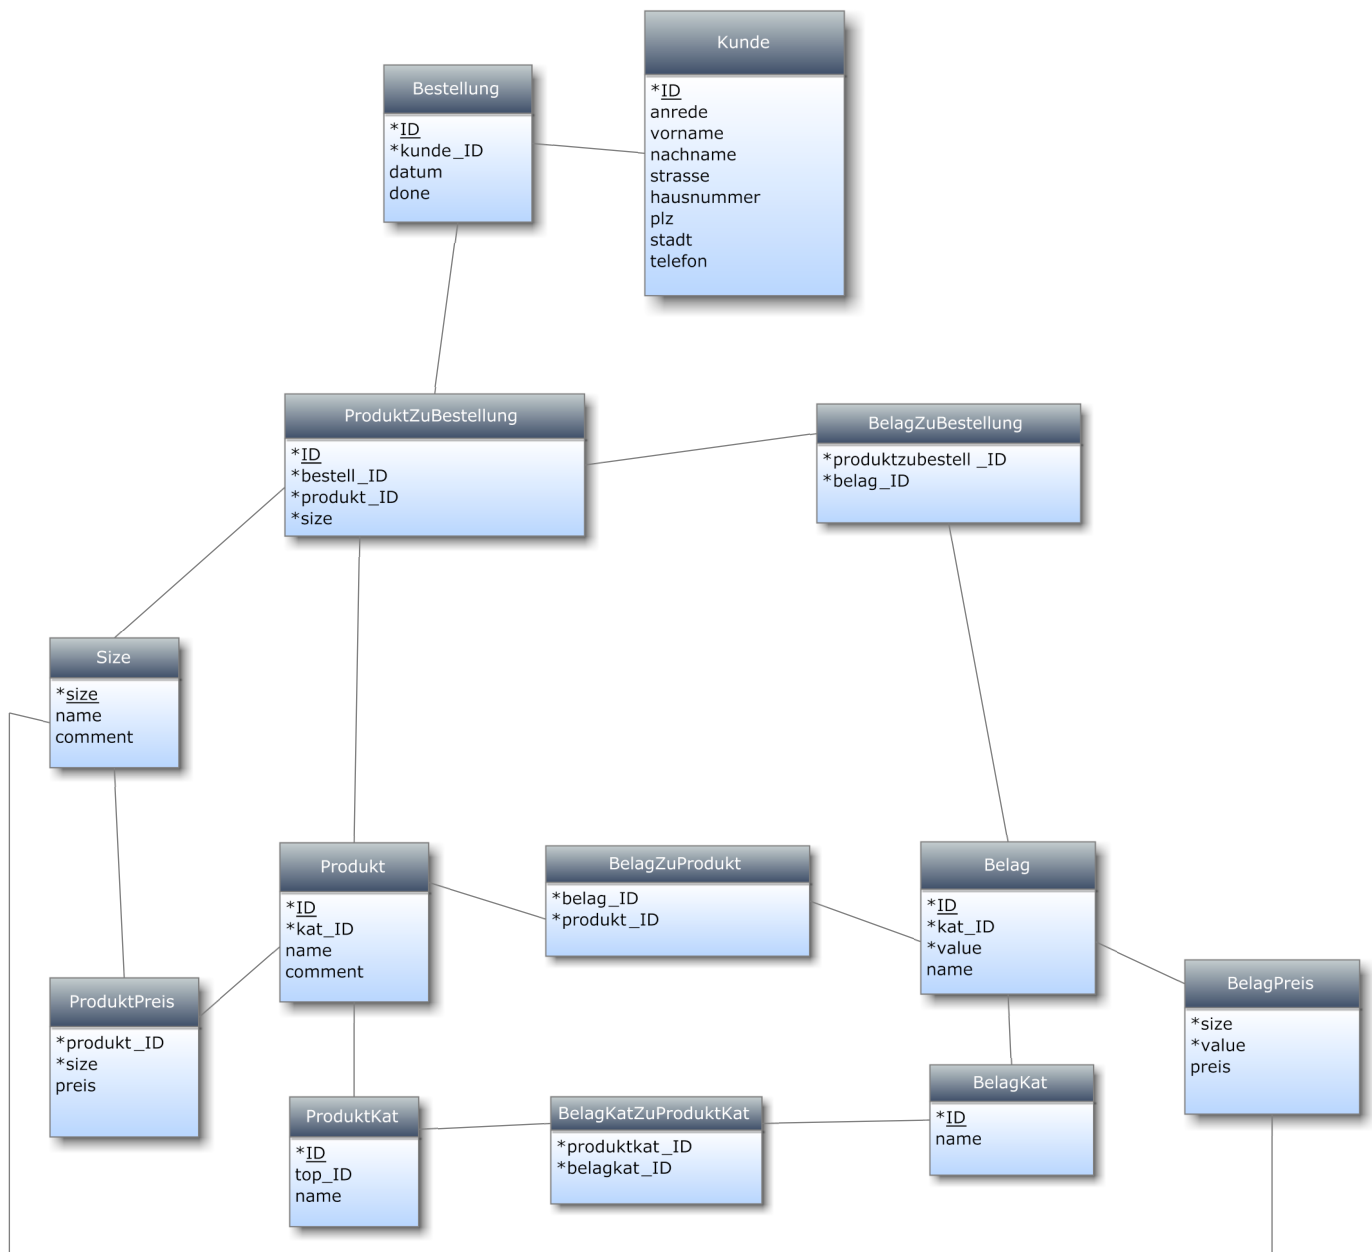 Kunde
*ID
anrede
vorname
nachname
strasse
hausnummer
plz
stadt
telefon
Bestellung
*ID
*kunde_ID
datum
done
ProduktZuBestellung
*ID
*bestell_ID
*produkt_ID
*size
BelagZuBestellung
*produktzubestell _ID
*belag_ID
Size
*size
name
comment
Produkt
*ID
*kat_ID
name
comment
BelagZuProdukt
*belag_ID
*produkt_ID
Belag
*ID
*kat_ID
*value
name
BelagPreis
*size
*value
preis
ProduktPreis
*produkt_ID
*size
preis
ProduktKat
*ID
top_ID
name
BelagKatZuProduktKat
*produktkat_ID
*belagkat_ID
BelagKat
*ID
name